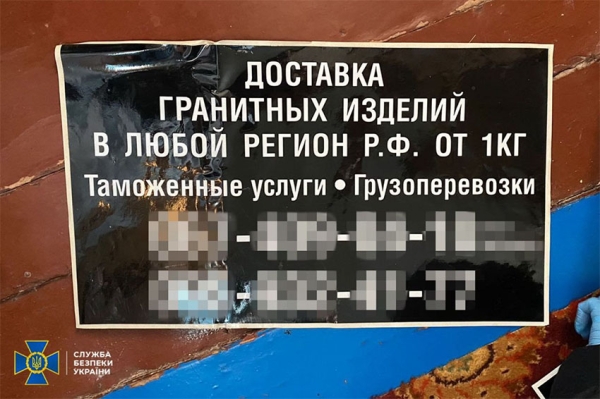 ДОСТАВКА
ГРАНИТНЫХ ИЗДЕЛИЙ
В ЛЮБОЙ РЕГИОН Р.Ф. ОТ 1КГ
Таможенные услуги • Грузоперевозки
СЛУЖБА
БЕЗПЕКИ
УКРАЇНИ